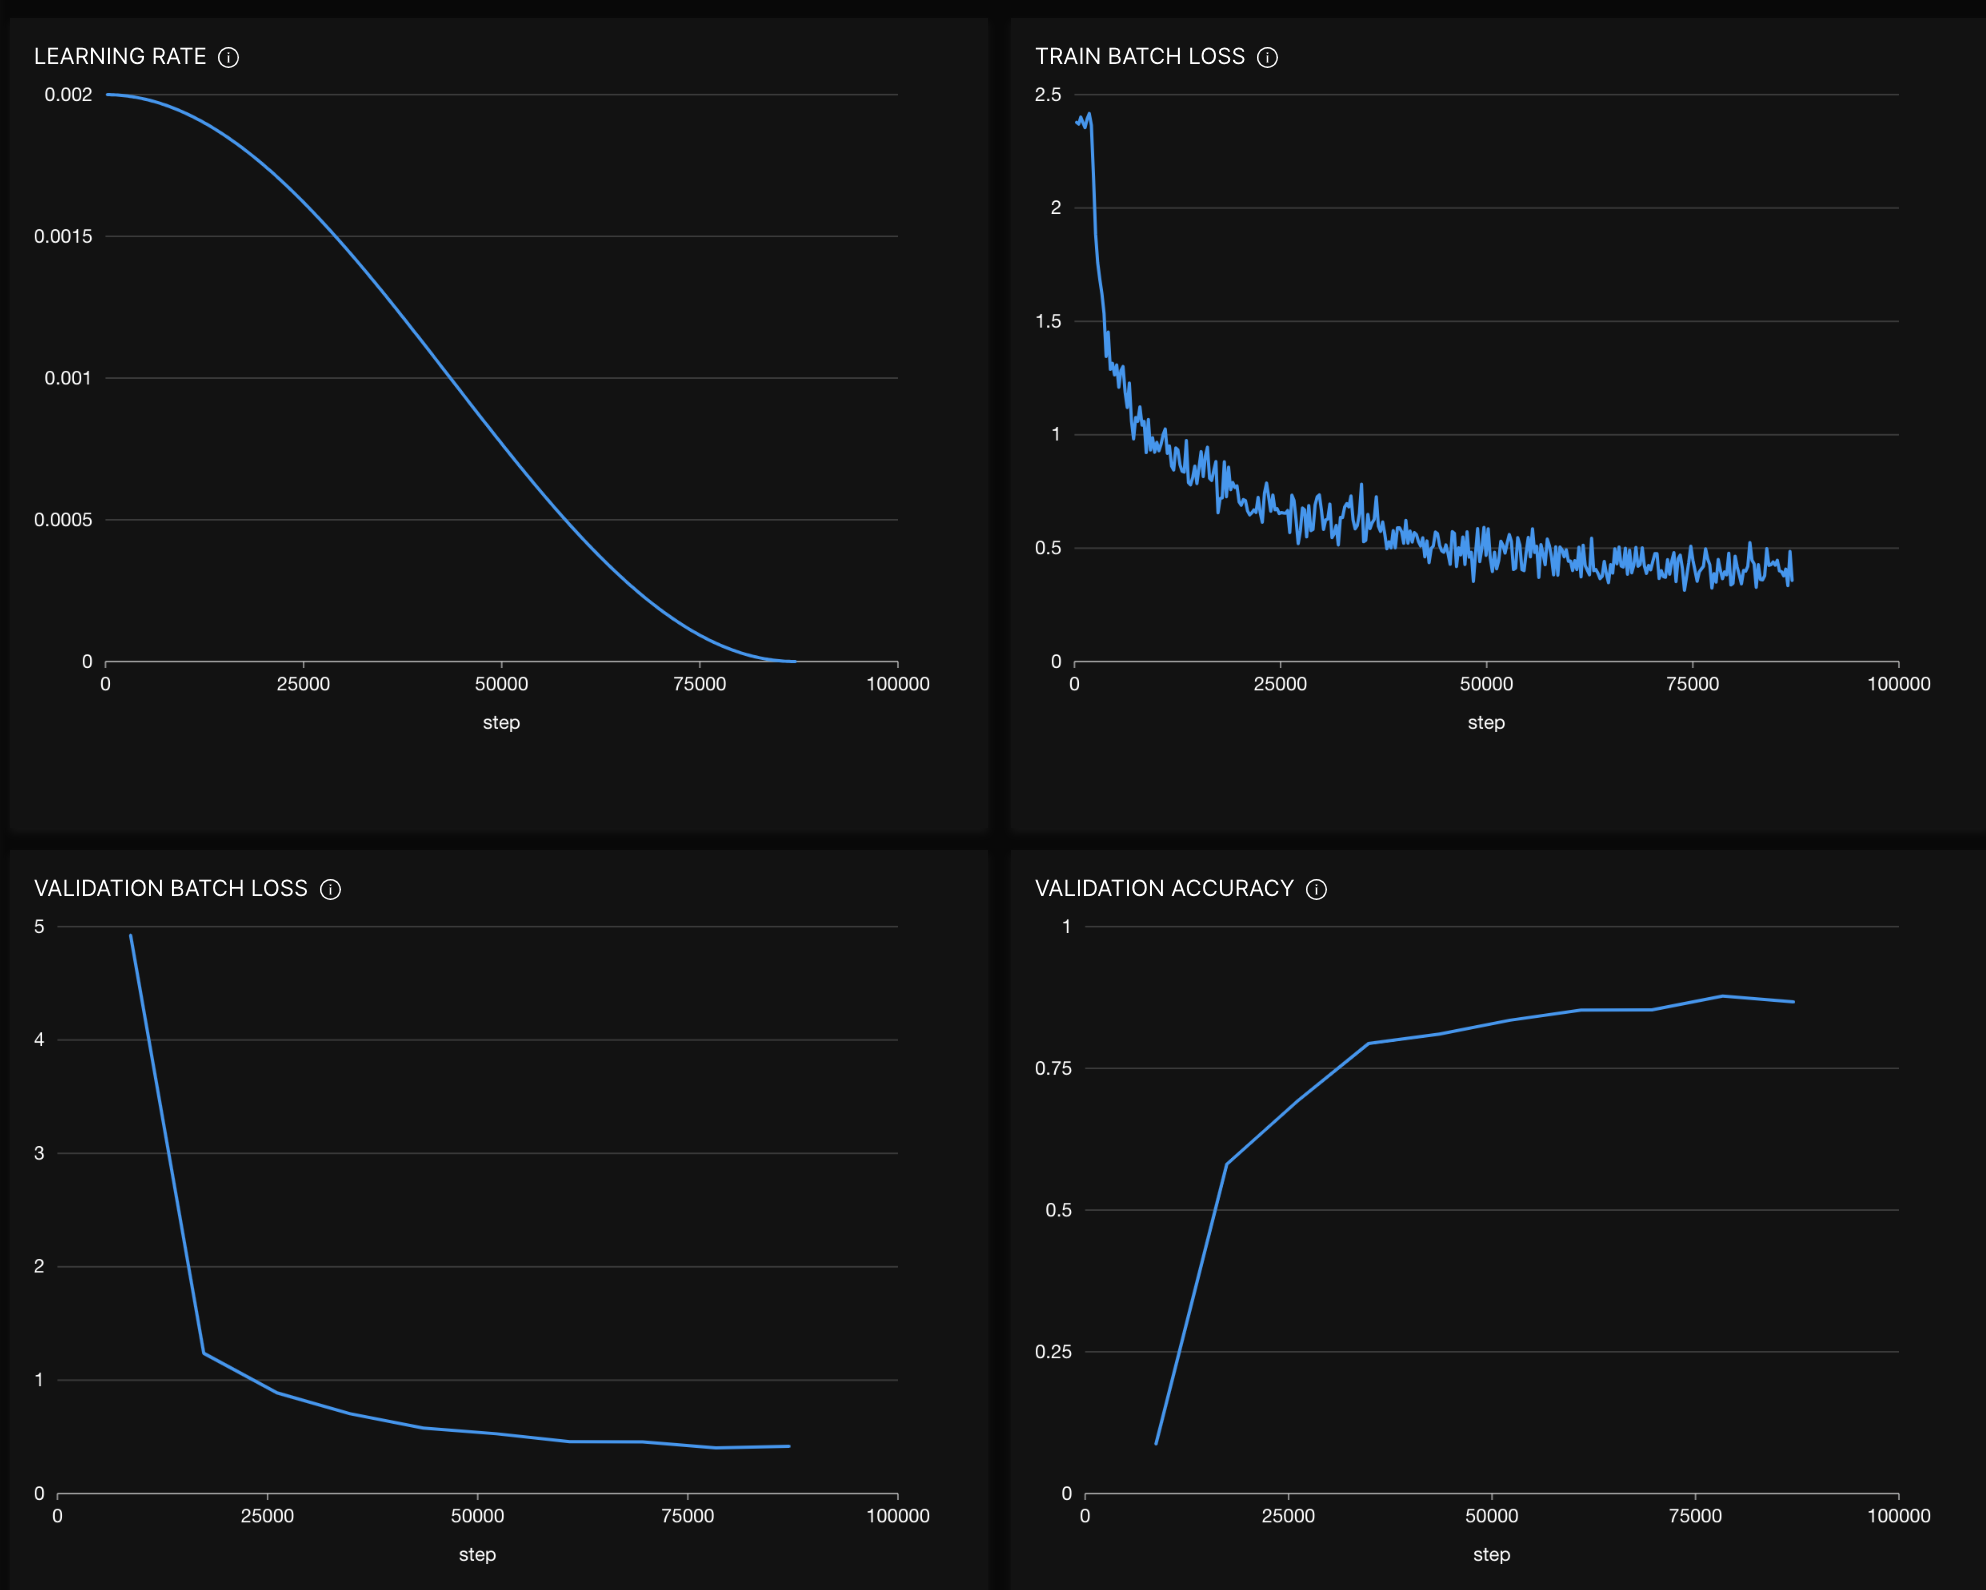 LEARNING RATE
0.002
0.0015
0.001
0.0005
0
0 25000 50000 75000 100000
step
TRAIN BATCH LOSS
2.5
2
1.5
1
0.5
0
0 25000 50000 75000 100000
step
VALIDATION BATCH LOSS
5
4
3
2
1
0
0 25000 50000 75000 100000
step
VALIDATION ACCURACY
1
0.75
0.5
0.25
0
0 25000 50000 75000 100000
step